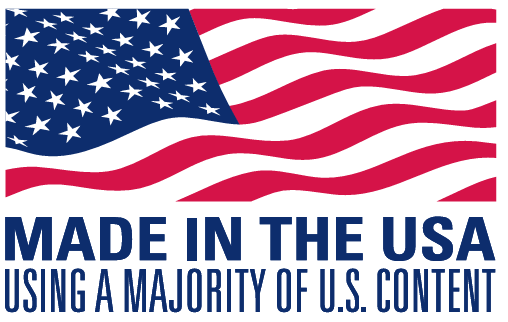 MADE IN THE USA
USING A MAJORITY OF U.S. CONTENT